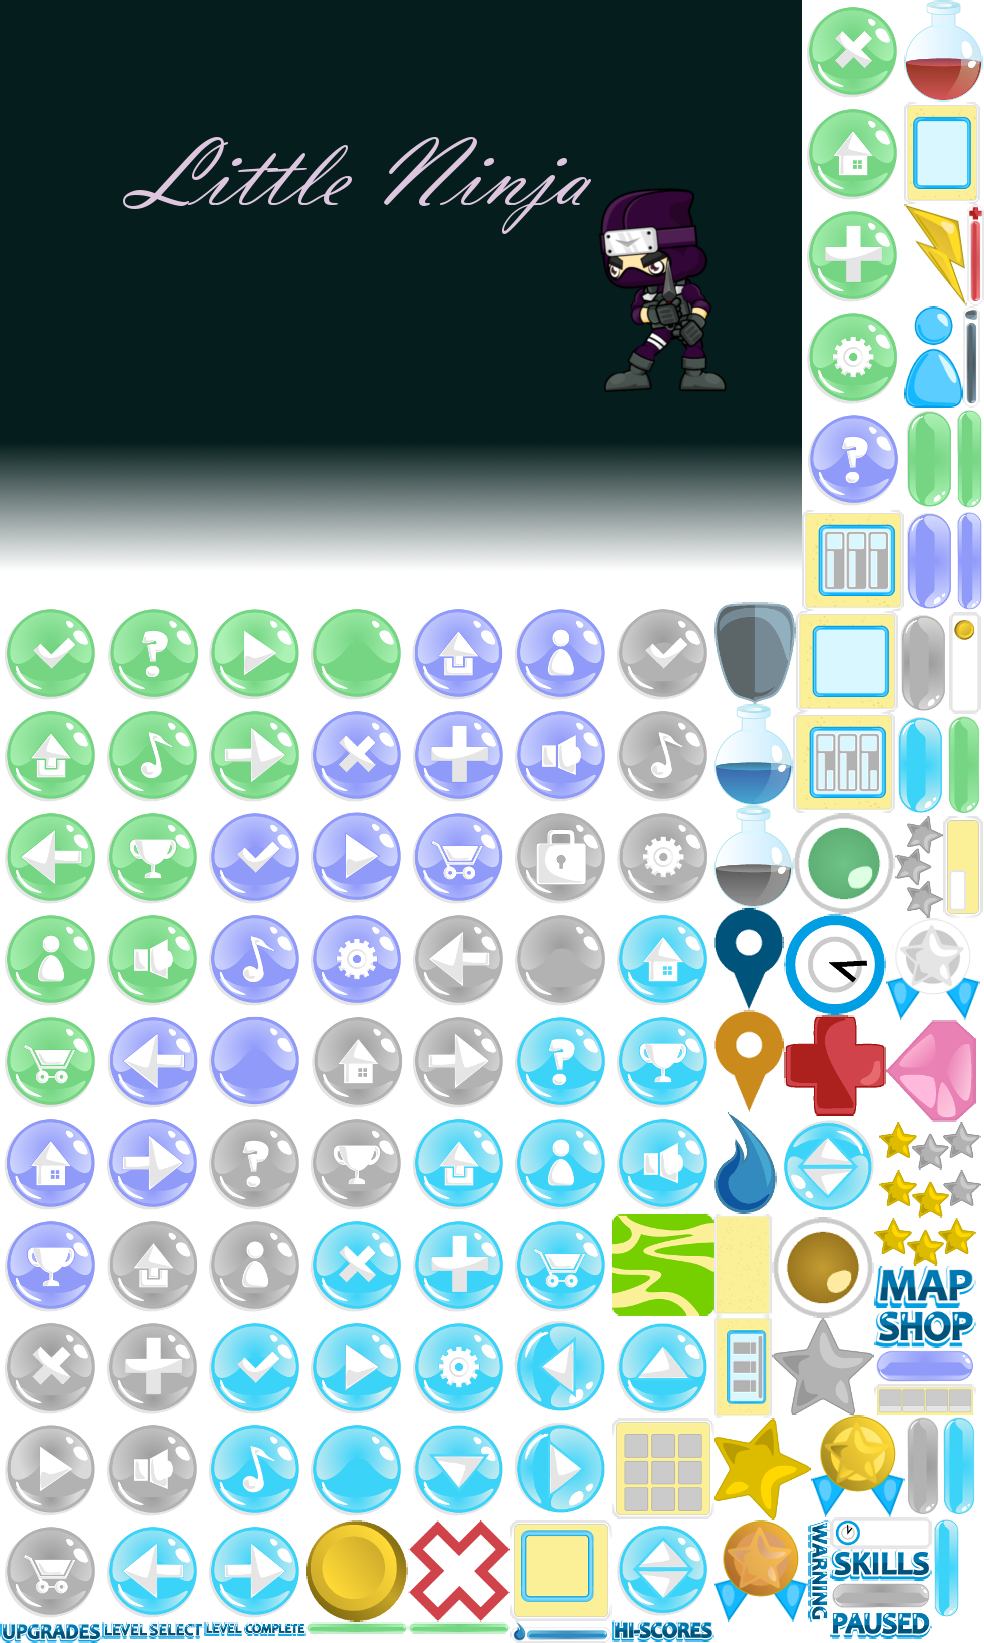 Little Ninja
MAP
SHOP
WARNING
SKILLS
PAUSED
UPGRADES
LEVEL SELECT
LEVEL COMPLETE
HI-SCORES